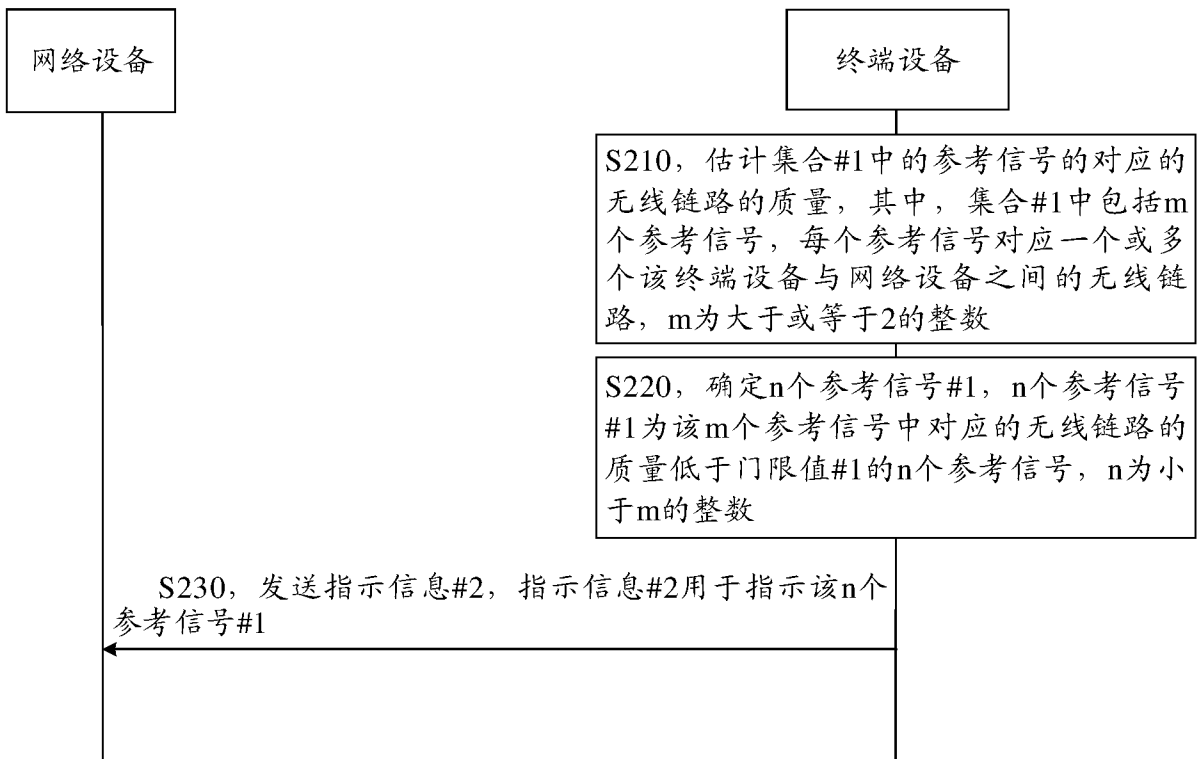 网络设备
终端设备
S210，估计集合#1中的参考信号的对应的
无线链路的质量，其中，集合#1中包括m
个参考信号，每个参考信号对应一个或多
个该终端设备与网络设备之间的无线链
路，m为大于或等于2的整数
S220，确定n个参考信号#1，n个参考信号
#1为该m个参考信号中对应的无线链路的
质量低于门限值#1的n个参考信号，n为小
于m的整数
S230，发送指示信息#2，指示信息#2用于指示该n个
参考信号#1